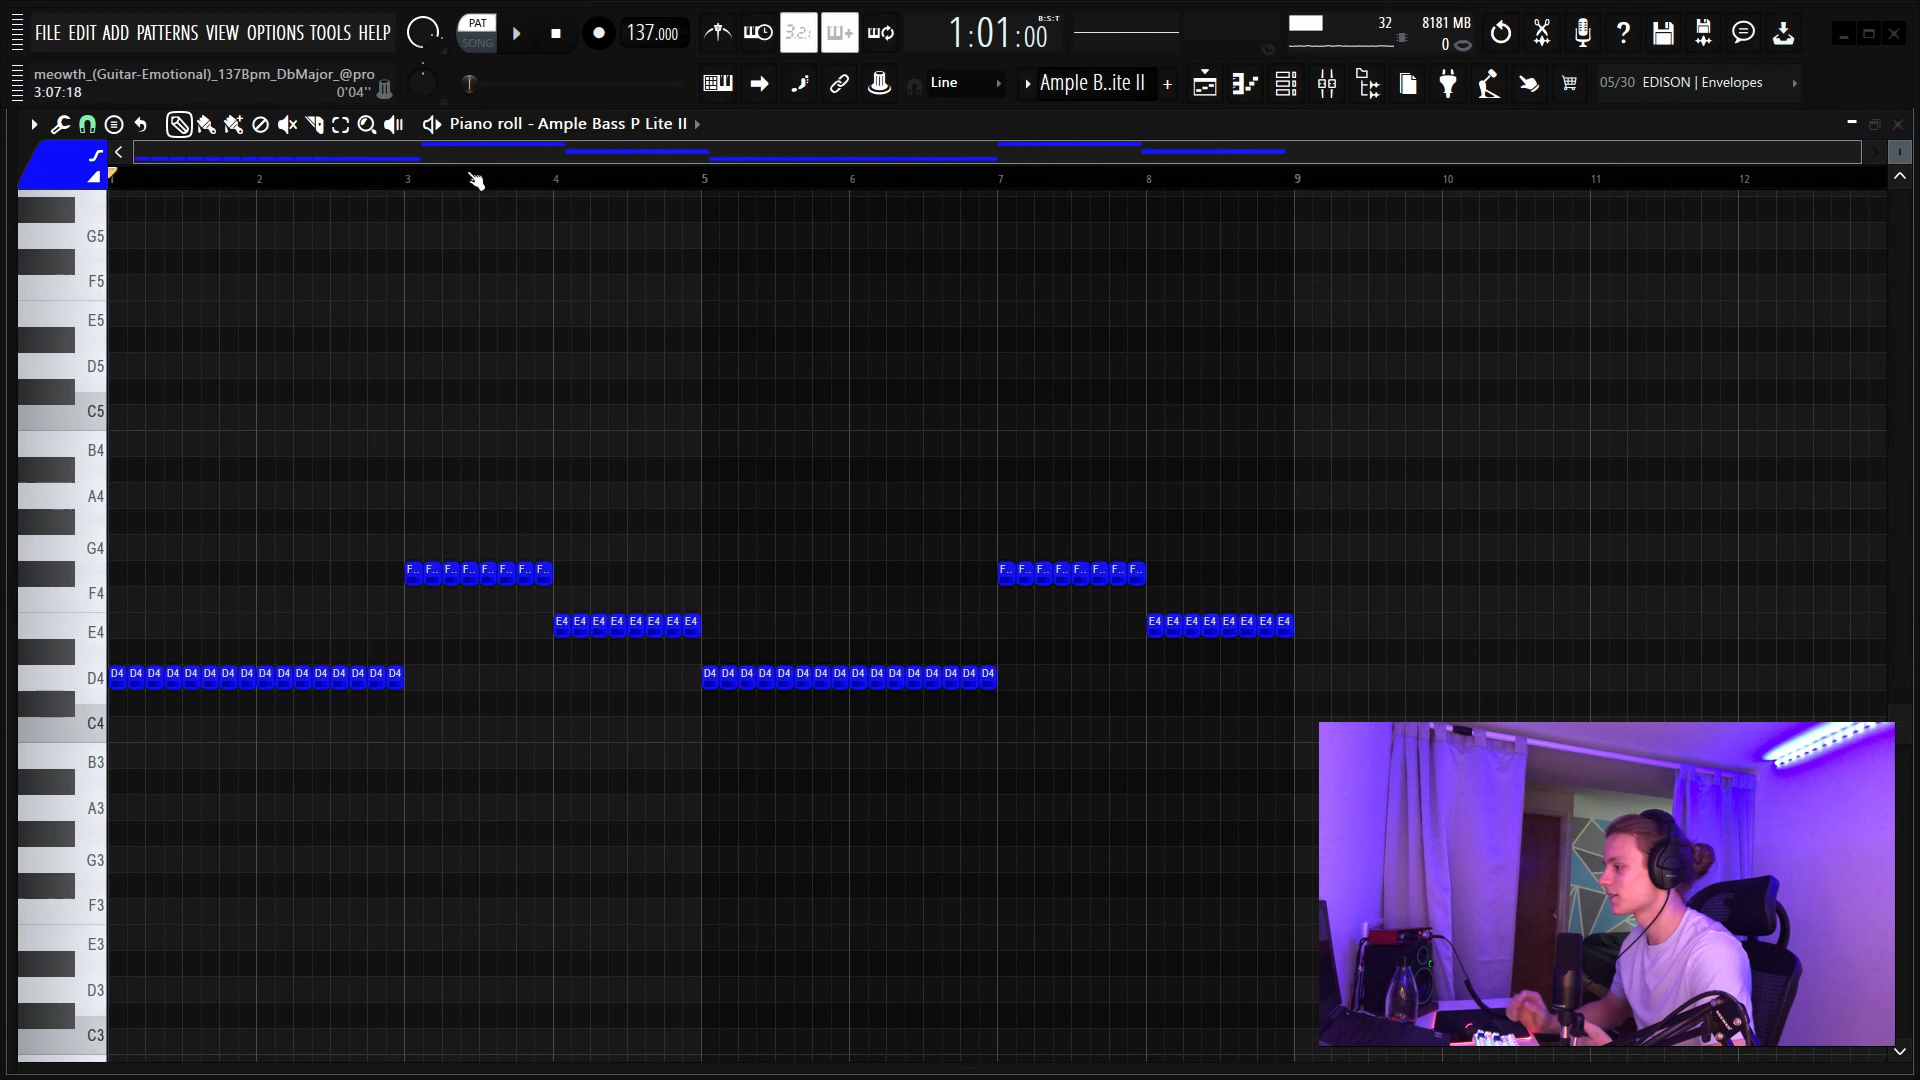 FILE EDIT ADD PATTERNS VIEW OPTIONS TOOLS HELP
PAT
SONG
137.000
3.2.1
1:01:00
B:S:T
32
8181 MB
0
meowth_(Guitar-Emotional)_137Bpm_DbMajor_@pro
3:07:18
0'04"
Line
Ample B..ite II
05/30 EDISON | Envelopes
Piano roll - Ample Bass P Lite II
1 2 3 4 5 6 7 8 9 10 11 12
G5
F5
E5
D5
C5
B4
A4
G4
F.. F.. F.. F.. F.. F.. F.. F.. F.. F.. F.. F.. F.. F.. F.. F..
F4
E4 E4 E4 E4 E4 E4 E4 E4 E4 E4 E4 E4 E4 E4 E4 E4
E4
D4 D4 D4 D4 D4 D4 D4 D4 D4 D4 D4 D4 D4 D4 D4 D4 D4 D4 D4 D4 D4 D4 D4 D4 D4 D4 D4 D4 D4 D4 D4 D4
D4
C4
B3
A3
G3
F3
E3
D3
C3